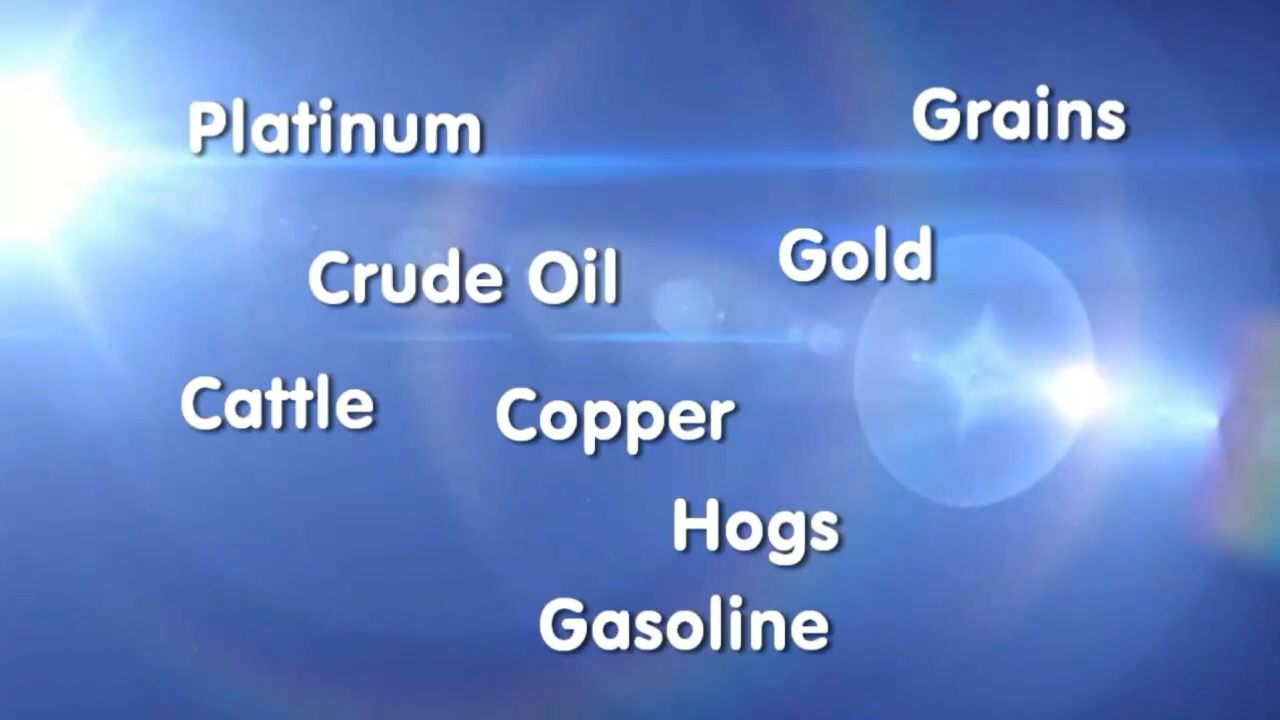 Platinum
Grains
Crude Oil
Gold
Cattle
Copper
Hogs
Gasoline